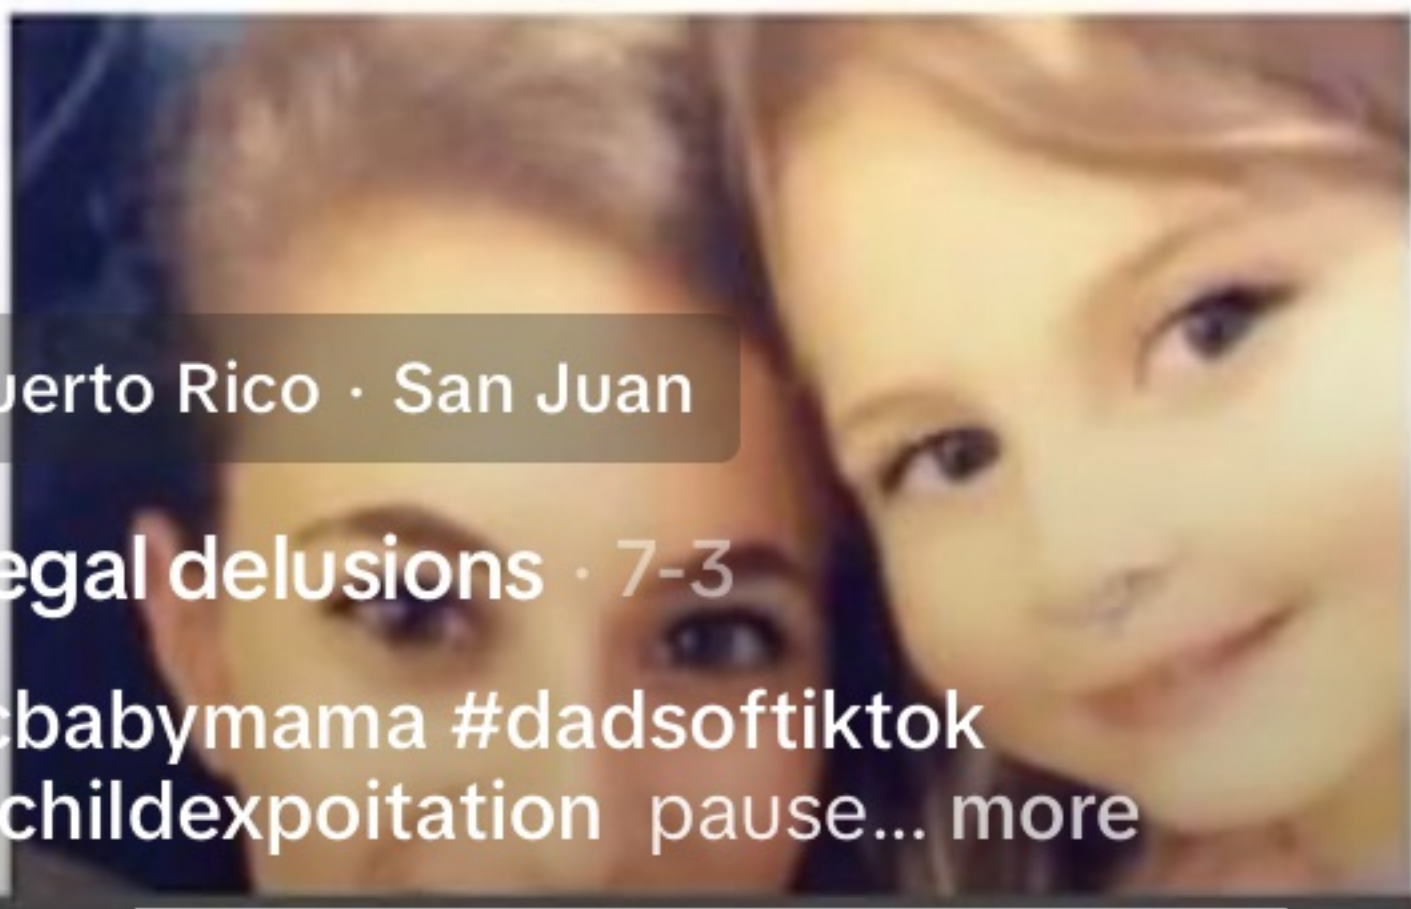 uerto Rico · San Juan
egal delusions · 7-3
cbabymama #dadsoftiktok
childexpoitation pause... more